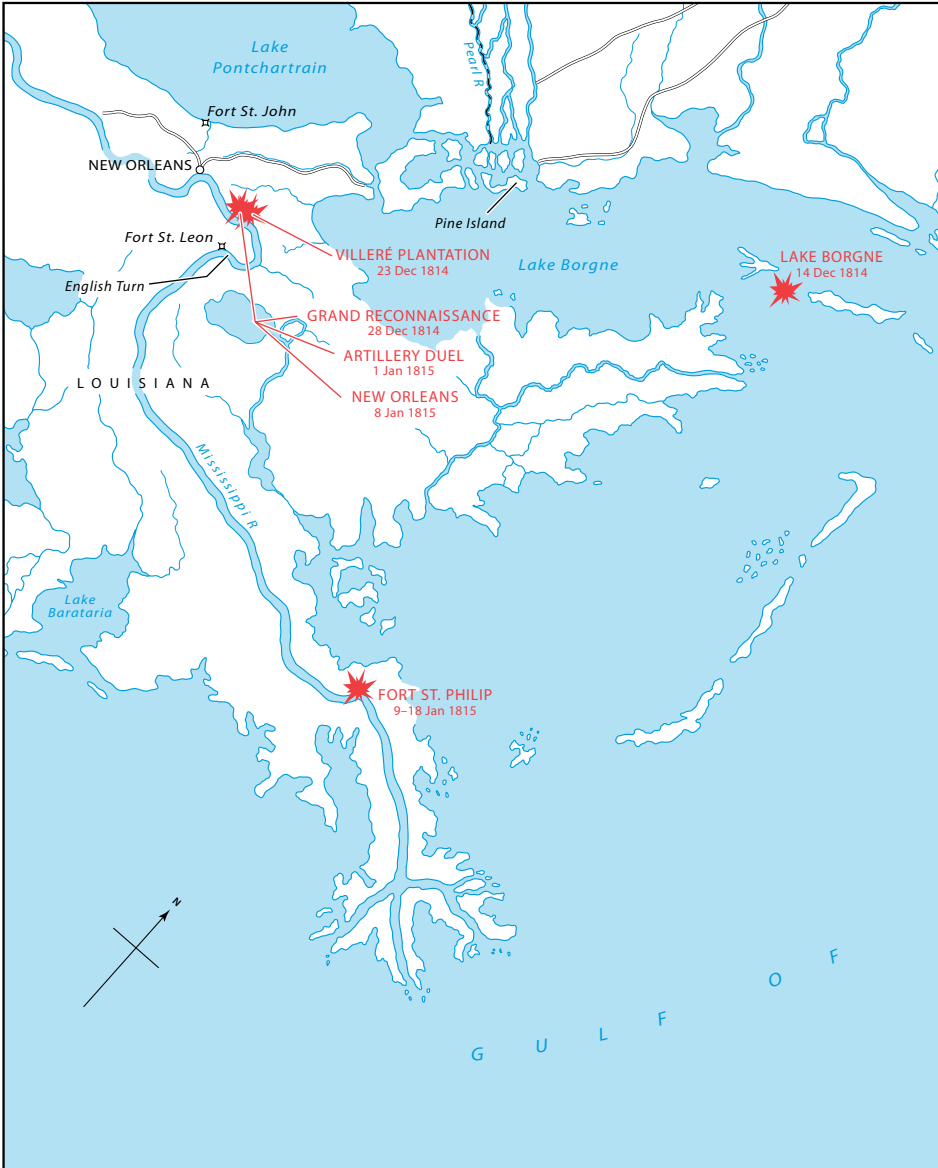 Lake
Pontchartrain
Pearl R
Fort St. John
NEW ORLEANS
Pine Island
Fort St. Leon
VILLERÉ PLANTATION
23 Dec 1814
Lake Borgne
LAKE BORGNE
14 Dec 1814
English Turn
GRAND RECONNAISSANCE
28 Dec 1814
ARTILLERY DUEL
1 Jan 1815
LOUISIANA
NEW ORLEANS
8 Jan 1815
Mississippi R
Lake
Barataria
FORT ST. PHILIP
9–18 Jan 1815
N
GULF OF